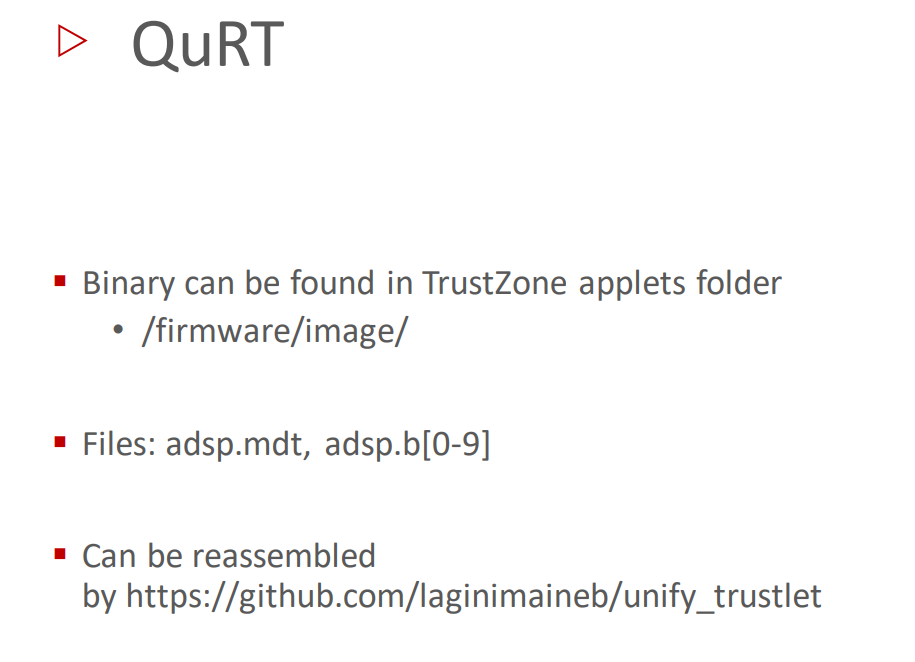 QuRT
Binary can be found in TrustZone applets folder
/firmware/image/
Files: adsp.mdt, adsp.b[0-9]
Can be reassembled
by https://github.com/laginimaineb/unify_trustlet